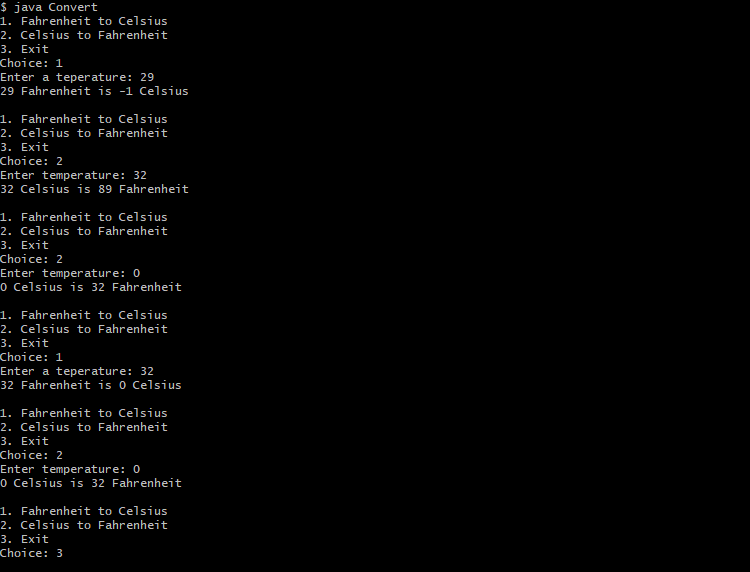 $ java Convert
1. Fahrenheit to Celsius
2. Celsius to Fahrenheit
3. Exit
Choice: 1
Enter a teperature: 29
29 Fahrenheit is -1 Celsius
1. Fahrenheit to Celsius
2. Celsius to Fahrenheit
3. Exit
Choice: 2
Enter temperature: 32
32 Celsius is 89 Fahrenheit
1. Fahrenheit to Celsius
2. Celsius to Fahrenheit
3. Exit
Choice: 2
Enter temperature: 0
0 Celsius is 32 Fahrenheit
1. Fahrenheit to Celsius
2. Celsius to Fahrenheit
3. Exit
Choice: 1
Enter a teperature: 32
32 Fahrenheit is 0 Celsius
1. Fahrenheit to Celsius
2. Celsius to Fahrenheit
3. Exit
Choice: 2
Enter temperature: 0
0 Celsius is 32 Fahrenheit
1. Fahrenheit to Celsius
2. Celsius to Fahrenheit
3. Exit
Choice: 3